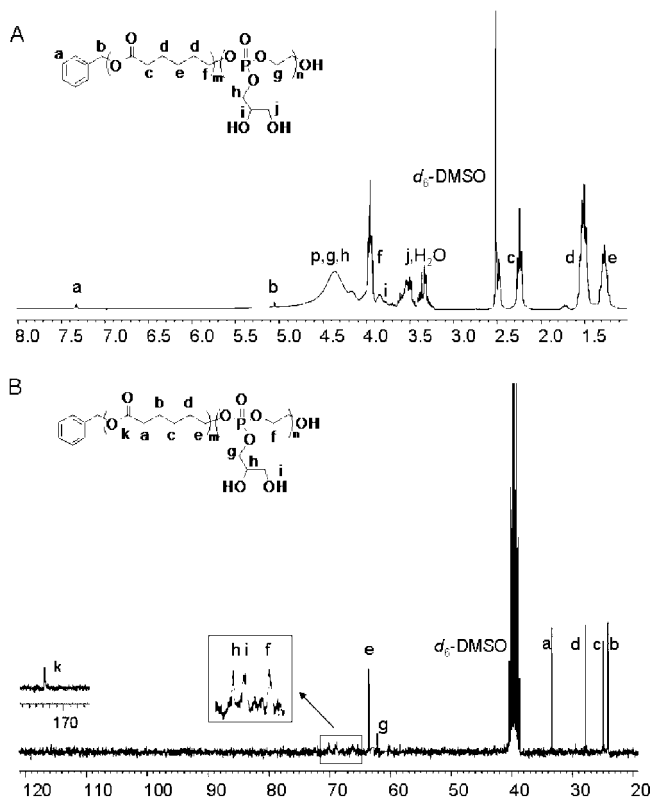 A
a
b
O
d
d
O
O
P
O
O
OH
c
e
f
m
O
g
n
h
i
j
HO
OH
d6-DMSO
p,g,h
f
j,H2O
c
d
e
a
b
i
8.0 7.5 7.0 6.5 6.0 5.5 5.0 4.5 4.0 3.5 3.0 2.5 2.0 1.5
B
b
d
O
O
O
P
O
O
OH
k
a
c
e
m
O
f
n
g
h
i
HO
OH
h i f
e
d6-DMSO
a d c b
k
g
170
120 110 100 90 80 70 60 50 40 30 20